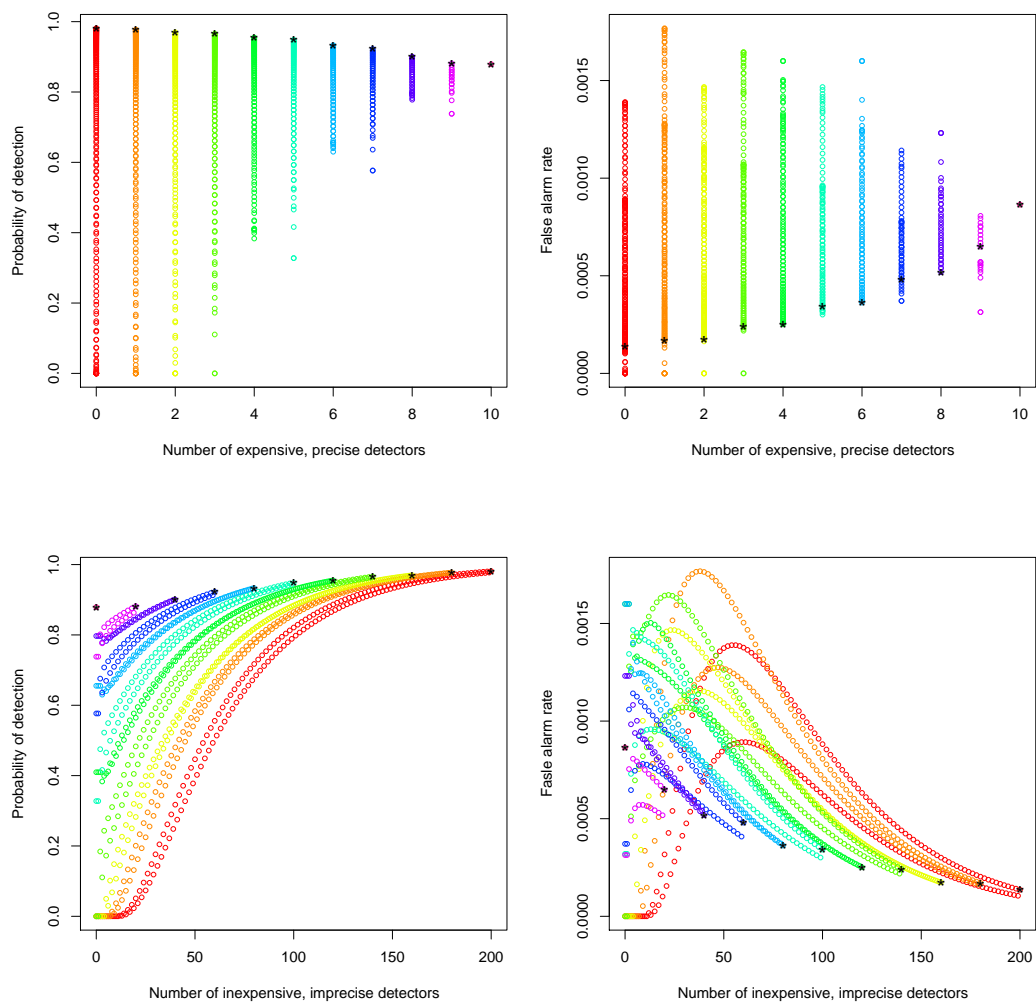 Probability of detection
1.0
0.8
0.6
0.4
0.2
0.0
0 2 4 6 8 10
Number of expensive, precise detectors
False alarm rate
0.0015
0.0010
0.0005
0.0000
0 2 4 6 8 10
Number of expensive, precise detectors
Probability of detection
1.0
0.8
0.6
0.4
0.2
0.0
0 50 100 150 200
Number of inexpensive, imprecise detectors
Fasle alarm rate
0.0015
0.0010
0.0005
0.0000
0 50 100 150 200
Number of inexpensive, imprecise detectors